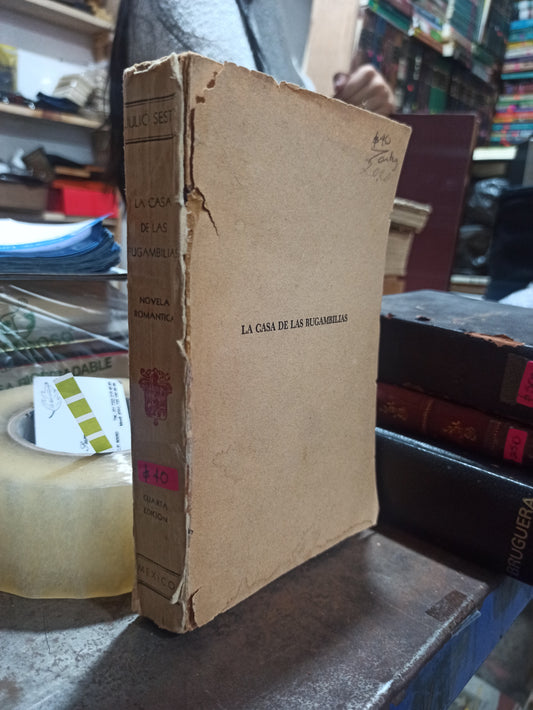 JULIO SEST
LA CASA
DE LAS
BUGAMBILIAS
NOVELA
ROMANTICA
$40
CUARTA
EDICION
MEXICO
LA CASA DE LAS BUGAMBILIAS
$40
BRUGUERA